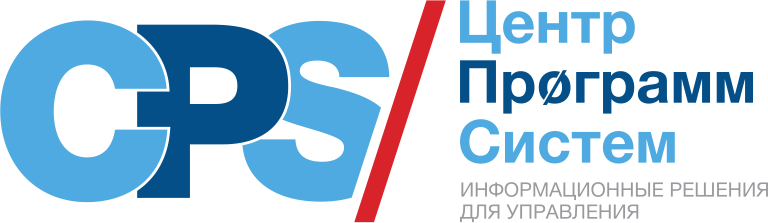 CPS
Центр
Прøграмм
Систем
ИНФОРМАЦИОННЫЕ РЕШЕНИЯ
ДЛЯ УПРАВЛЕНИЯ